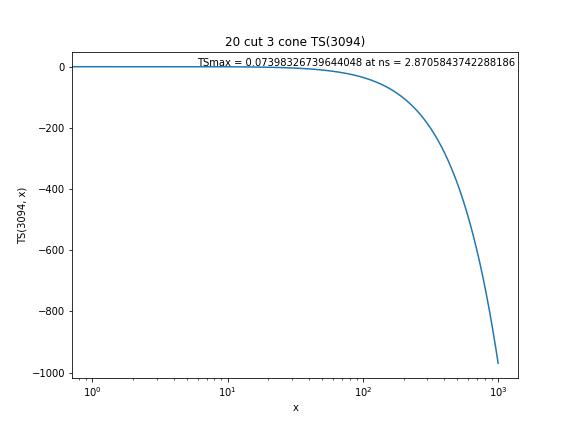 20 cut 3 cone TS(3094)
TSmax = 0.07398326739644048 at ns = 2.8705843742288186
0
−200
−400
−600
−800
−1000
TS(3094, x)
10⁰ 10¹ 10² 10³
x